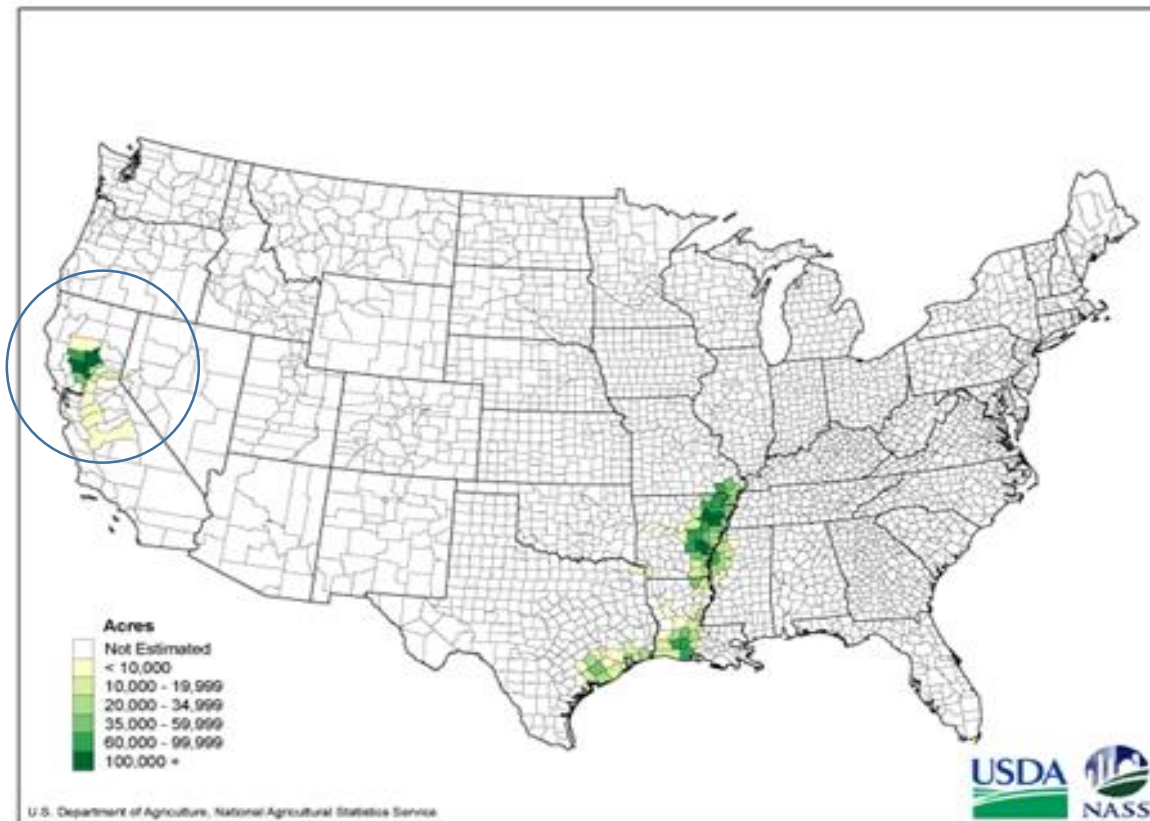 Acres
Not Estimated
< 10,000
10,000 - 19,999
20,000 - 34,999
35,000 - 59,999
60,000 - 99,999
100,000 +
U.S. Department of Agriculture, National Agricultural Statistics Service
USDA
NASS